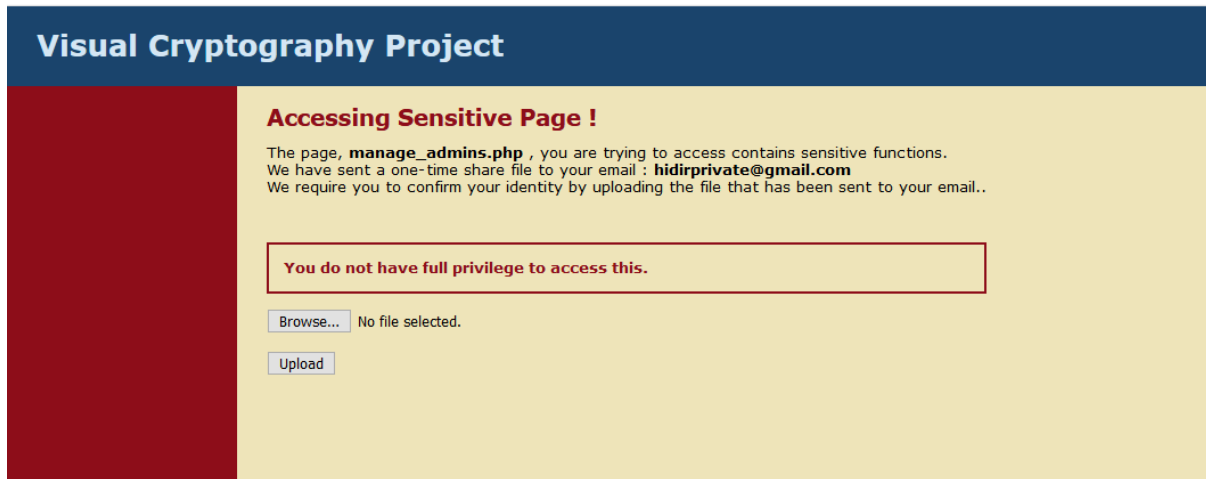 Visual Cryptography Project
Accessing Sensitive Page !
The page, manage_admins.php , you are trying to access contains sensitive functions.
We have sent a one-time share file to your email : hidirprivate@gmail.com
We require you to confirm your identity by uploading the file that has been sent to your email..
You do not have full privilege to access this.
Browse... No file selected.
Upload